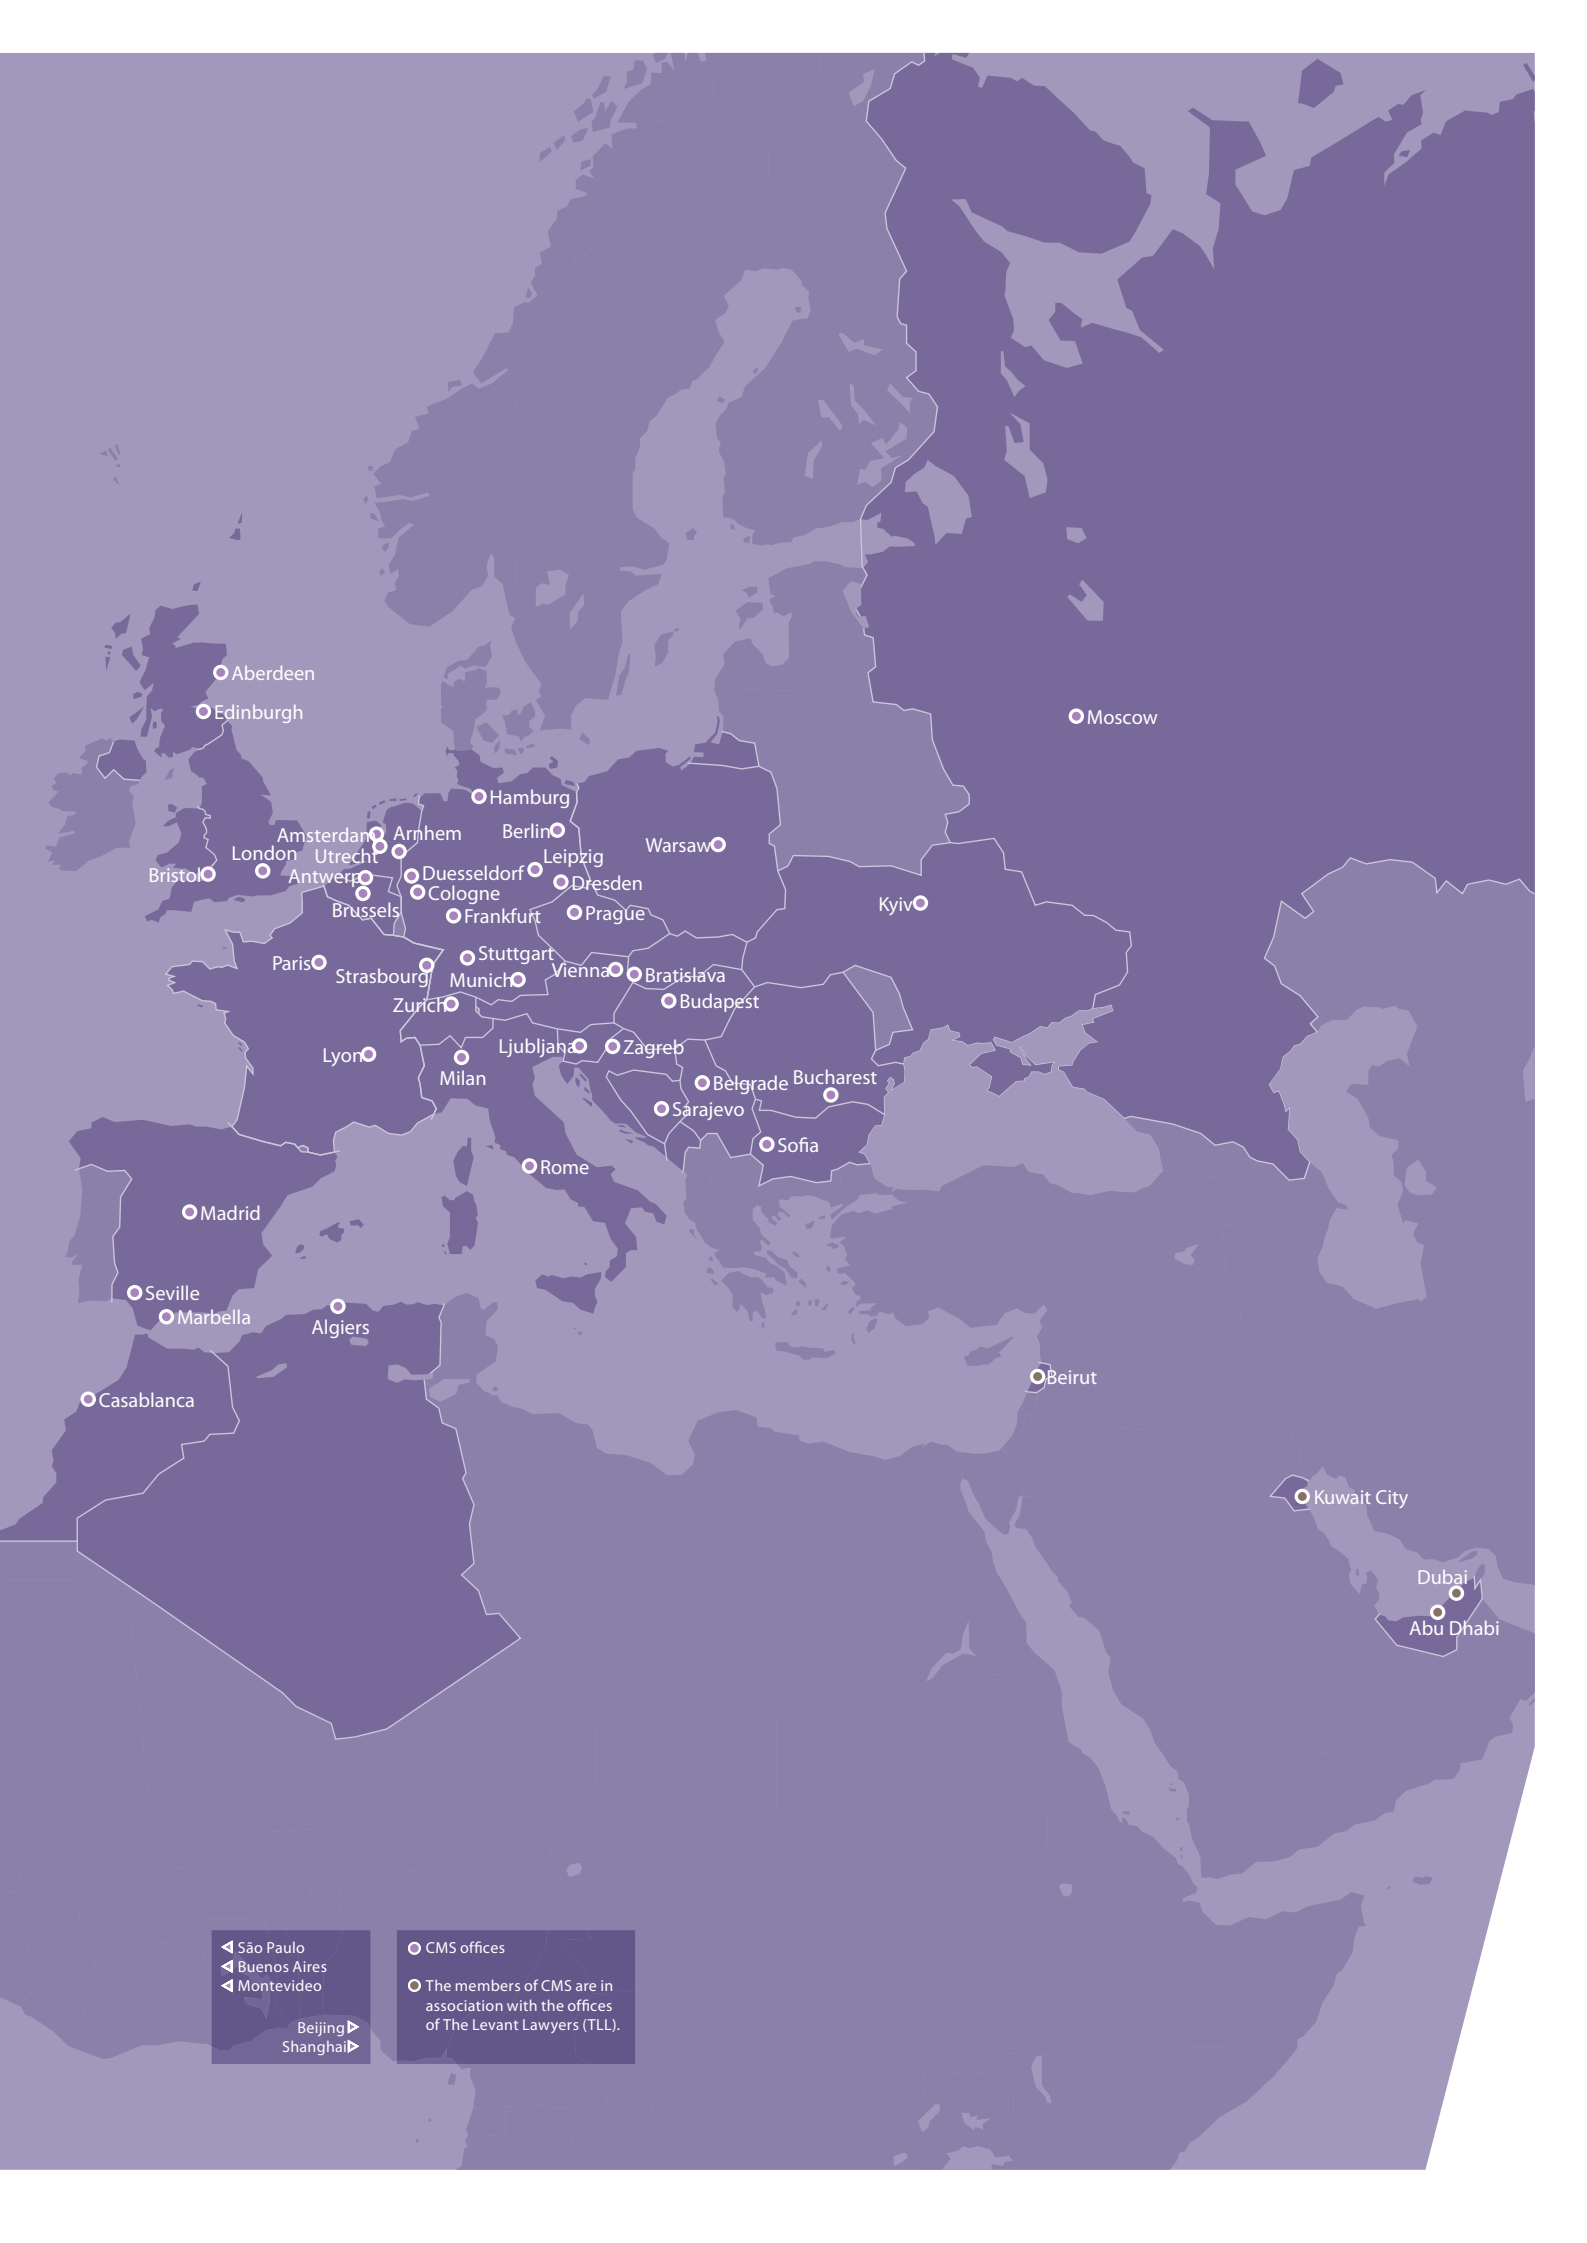 Aberdeen
Edinburgh
Moscow
Hamburg
Amsterdam
Arnhem
Berlin
Warsaw
London
Utrecht
Leipzig
Bristol
Antwerp
Duesseldorf
Dresden
Cologne
Kyiv
Brussels
Frankfurt
Prague
Paris
Stuttgart
Strasbourg
Munich
Vienna
Bratislava
Zurich
Budapest
Lyon
Ljubljana
Zagreb
Milan
Belgrade
Bucharest
Sarajevo
Sofia
Rome
Madrid
Seville
Marbella
Algiers
Beirut
Casablanca
Kuwait City
Dubai
Abu Dhabi
São Paulo
Buenos Aires
Montevideo
Beijing
Shanghai
CMS offices
The members of CMS are in
association with the offices
of The Levant Lawyers (TLL).